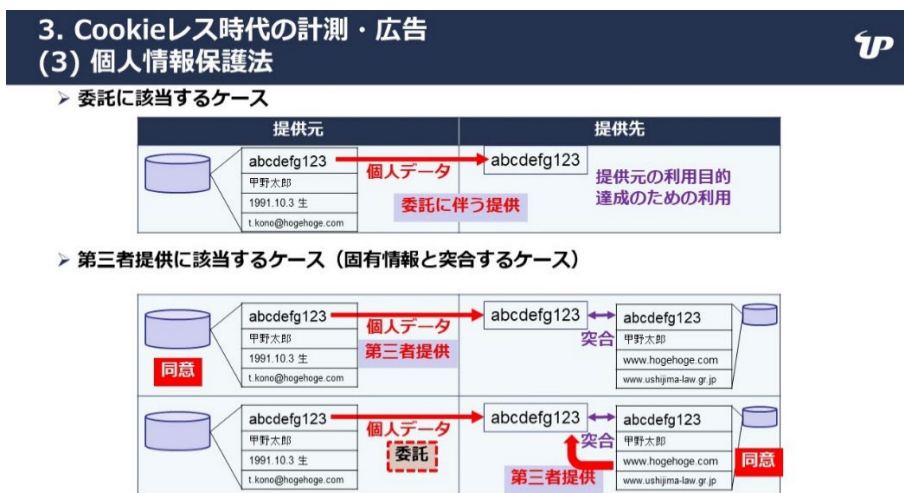 3. Cookieレス時代の計測・広告
(3) 個人情報保護法
UP
➢ 委託に該当するケース
提供元 提供先
abcdefg123 個人データ abcdefg123
甲野太郎
1991.10.3 生
t.kono@hogehoge.com
委託に伴う提供
提供元の利用目的
達成のための利用
➢ 第三者提供に該当するケース（固有情報と突合するケース）
abcdefg123 個人データ abcdefg123 突合 abcdefg123
甲野太郎 第三者提供 甲野太郎
1991.10.3 生 www.hogehoge.com
同意 t.kono@hogehoge.com www.ushijima-law.gr.jp
abcdefg123 個人データ abcdefg123 突合 abcdefg123
甲野太郎 委託 甲野太郎
1991.10.3 生 www.hogehoge.com 同意
t.kono@hogehoge.com 第三者提供 www.ushijima-law.gr.jp